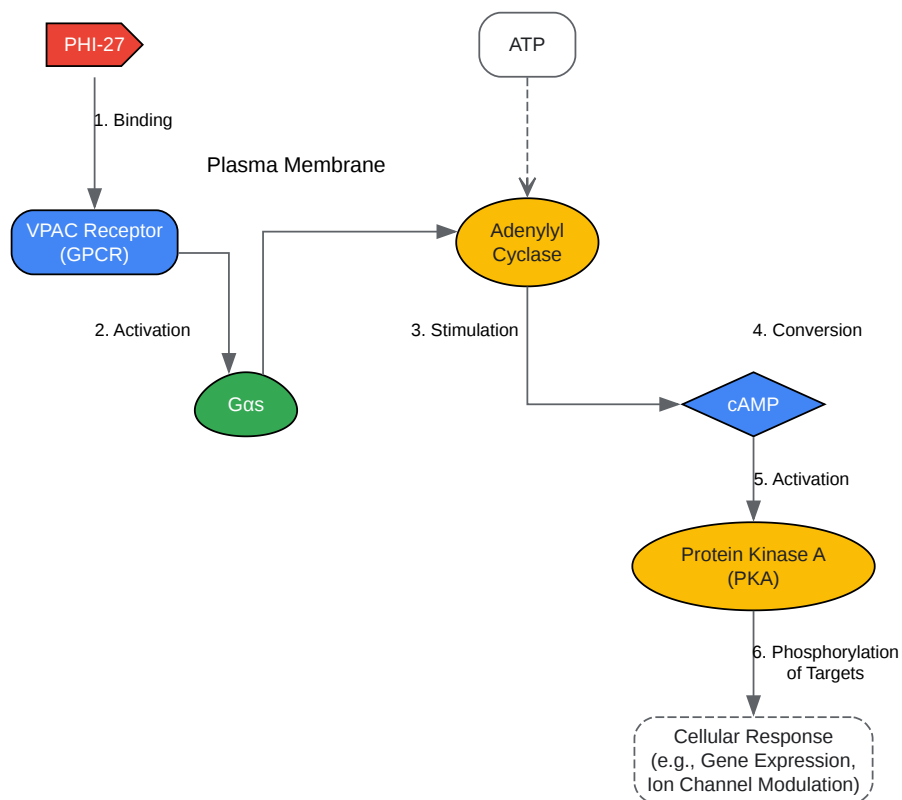 PHI-27
ATP
1. Binding
Plasma Membrane
VPAC Receptor
(GPCR)
Adenylyl
Cyclase
2. Activation
3. Stimulation
4. Conversion
Gαs
cAMP
5. Activation
Protein Kinase A
(PKA)
6. Phosphorylation
of Targets
Cellular Response
(e.g., Gene Expression,
Ion Channel Modulation)